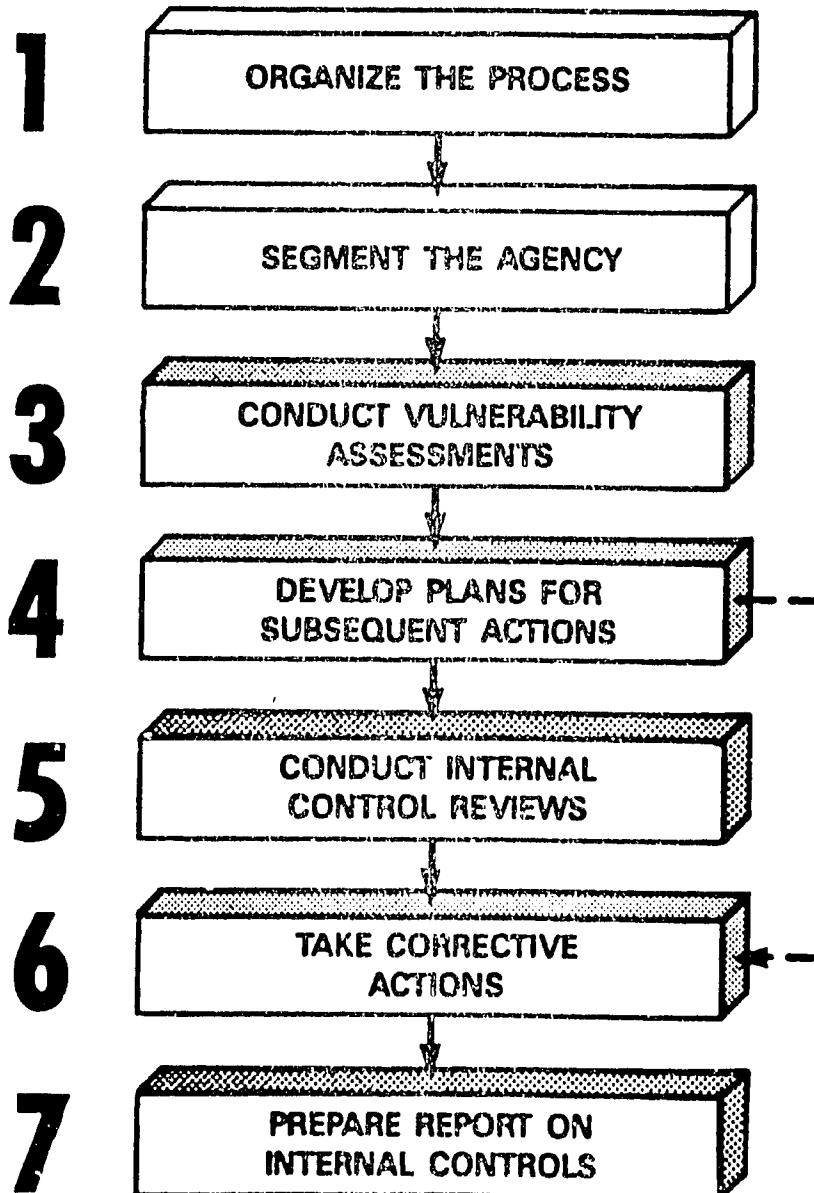 1
ORGANIZE THE PROCESS
2
SEGMENT THE AGENCY
3
CONDUCT VULNERABILITY
ASSESSMENTS
4
DEVELOP PLANS FOR
SUBSEQUENT ACTIONS
5
CONDUCT INTERNAL
CONTROL REVIEWS
6
TAKE CORRECTIVE
ACTIONS
7
PREPARE REPORT ON
INTERNAL CONTROLS